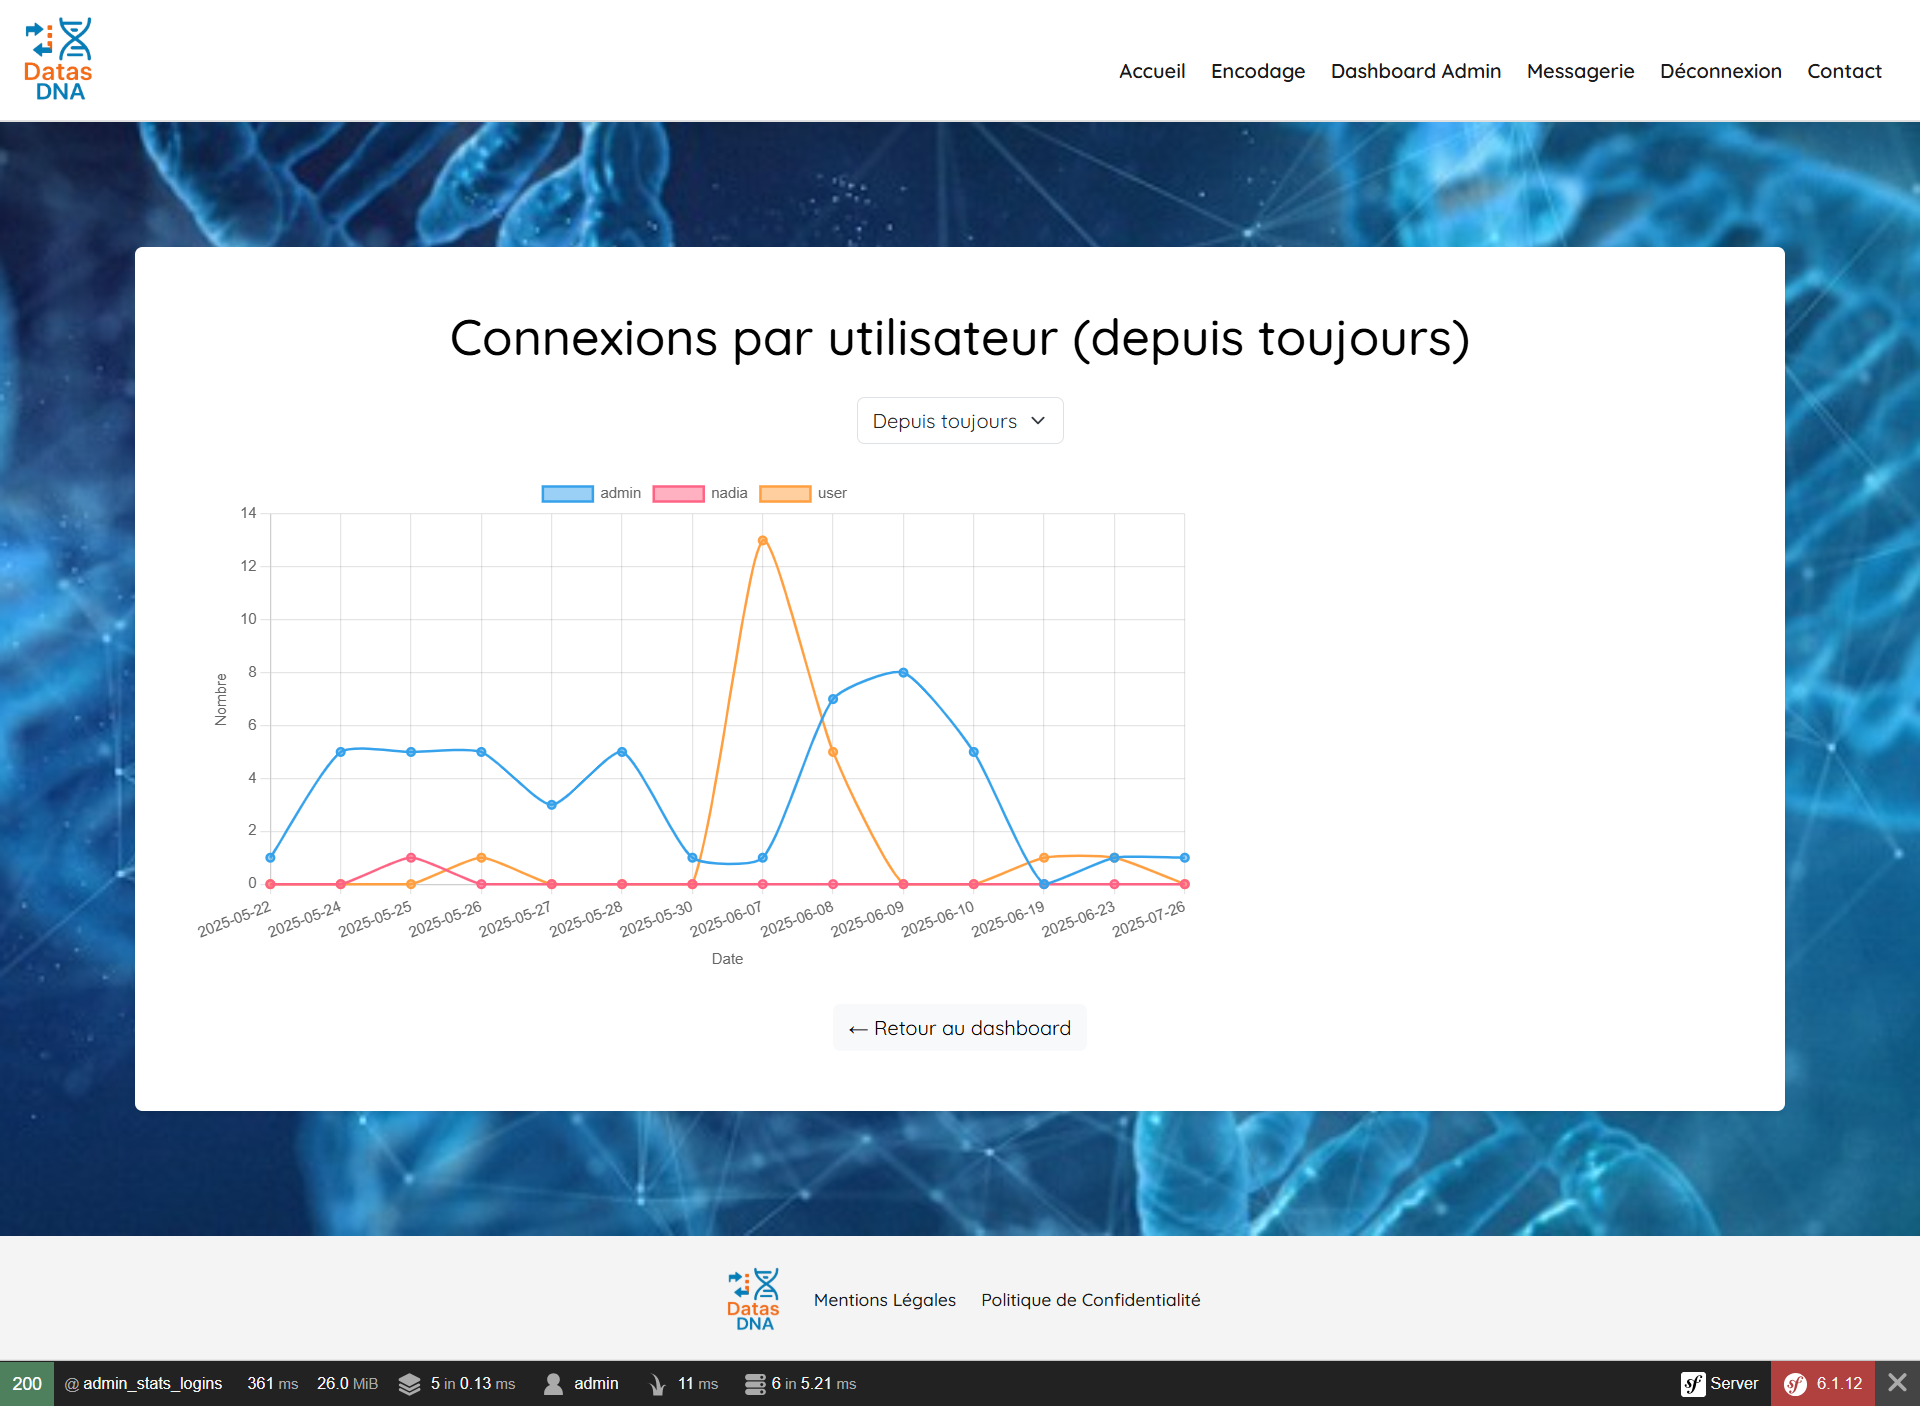 Datas
DNA
Accueil Encodage Dashboard Admin Messagerie Déconnexion Contact
Connexions par utilisateur (depuis toujours)
Depuis toujours
admin nadia user
14
12
10
8
6
4
2
0
Nombre
2025-05-22 2025-05-24 2025-05-25 2025-05-26 2025-05-27 2025-05-28 2025-05-30 2025-06-07 2025-06-08 2025-06-09 2025-06-10 2025-06-19 2025-06-23 2025-07-26
Date
← Retour au dashboard
Datas
DNA
Mentions Légales Politique de Confidentialité
200 @ admin_stats_logins 361 ms 26.0 MiB 5 in 0.13 ms admin 11 ms 6 in 5.21 ms sf Server sf 6.1.12